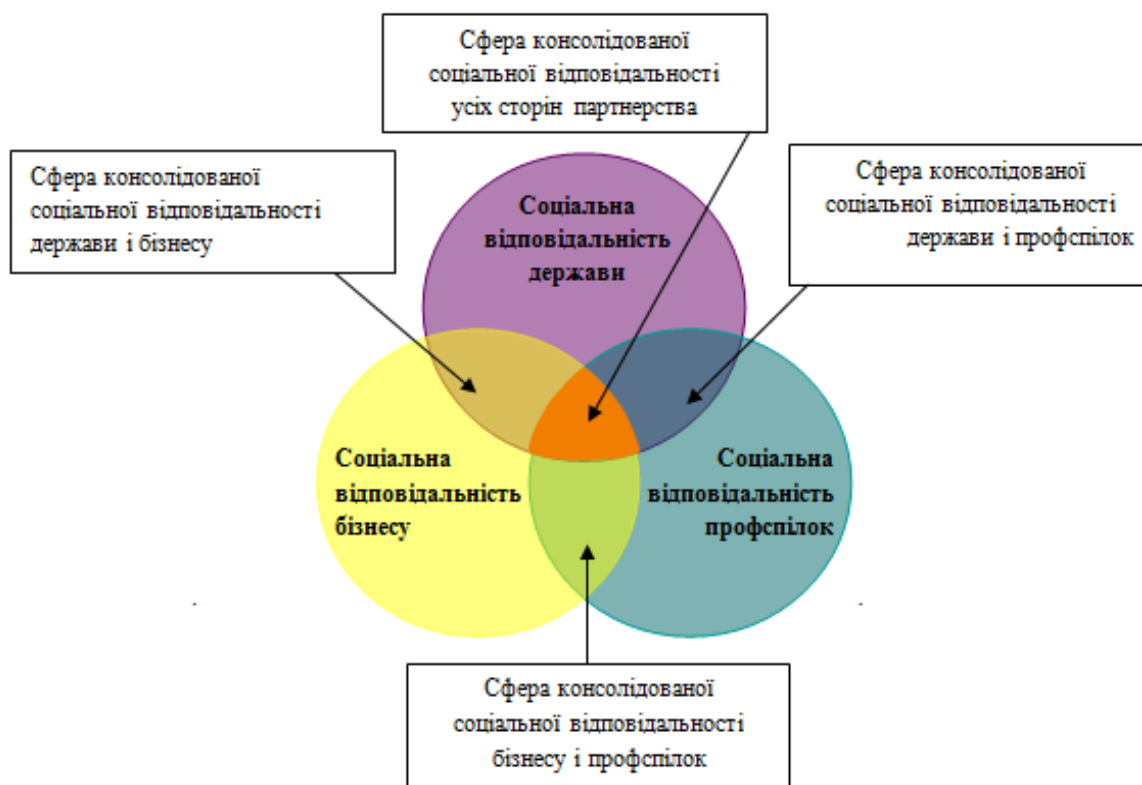 Сфера консолідованої
соціальної відповідальності
усіх сторін партнерства
Сфера консолідованої
соціальної відповідальності
держави і бізнесу
Сфера консолідованої
соціальної відповідальності
держави і профспілок
Соціальна
відповідальність
держави
Соціальна
відповідальність
бізнесу
Соціальна
відповідальність
профспілок
Сфера консолідованої
соціальної відповідальності
бізнесу і профспілок